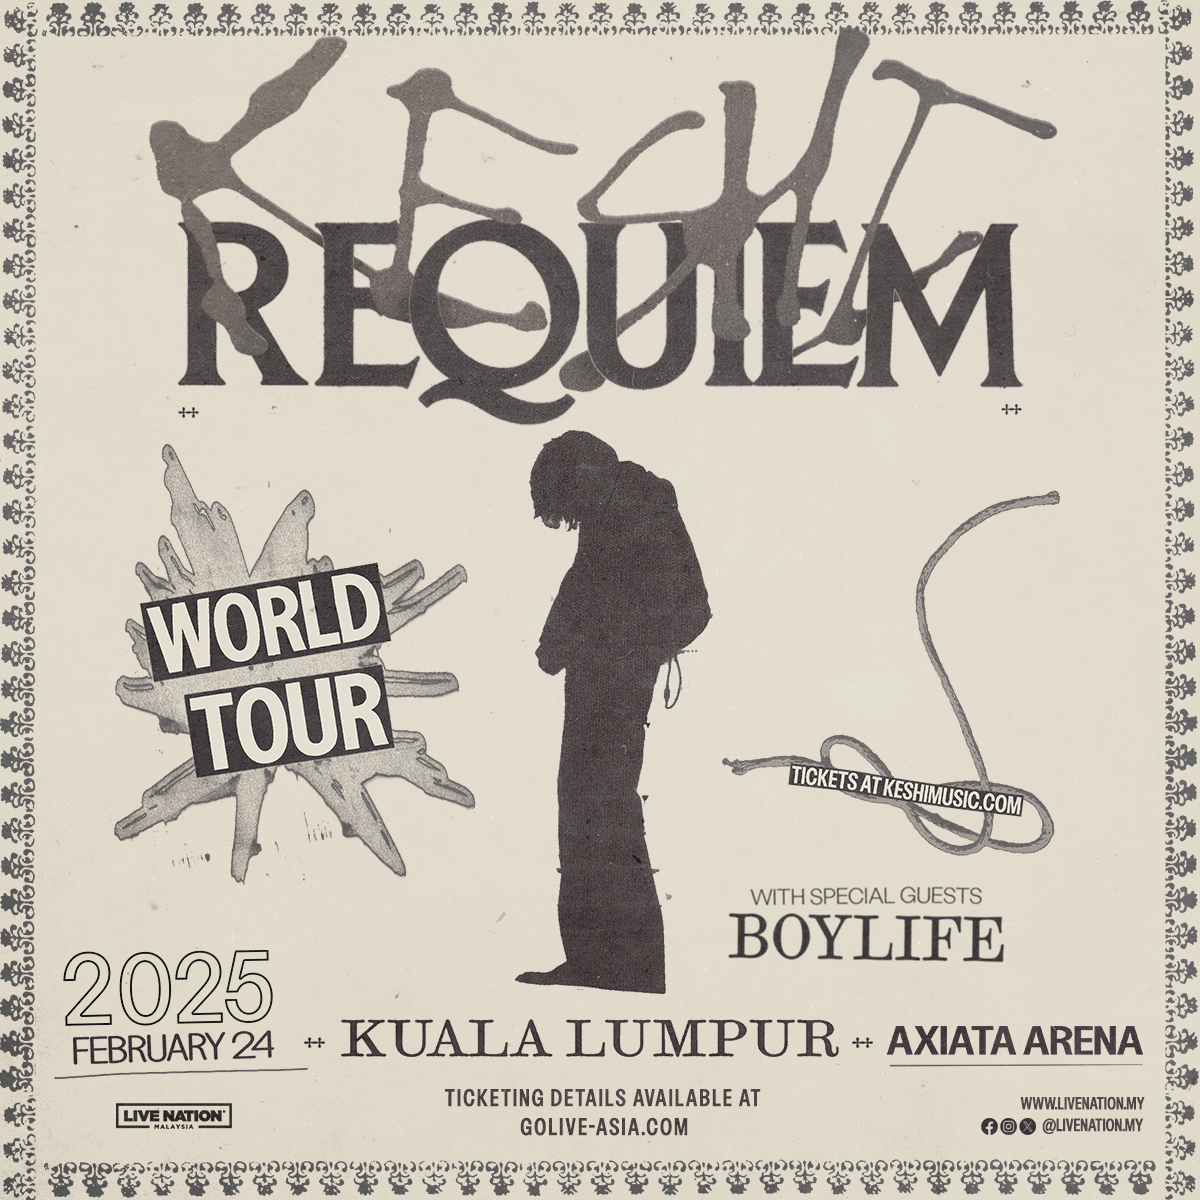 KESHI
REQUIEM
WORLD
TOUR
TICKETS AT KESHIMUSIC.COM
WITH SPECIAL GUESTS
BOYLIFE
2025
FEBRUARY 24
KUALA LUMPUR
AXIATA ARENA
TICKETING DETAILS AVAILABLE AT
GOLIVE-ASIA.COM
LIVE NATION
MALAYSIA
WWW.LIVENATION.MY
@LIVENATION.MY